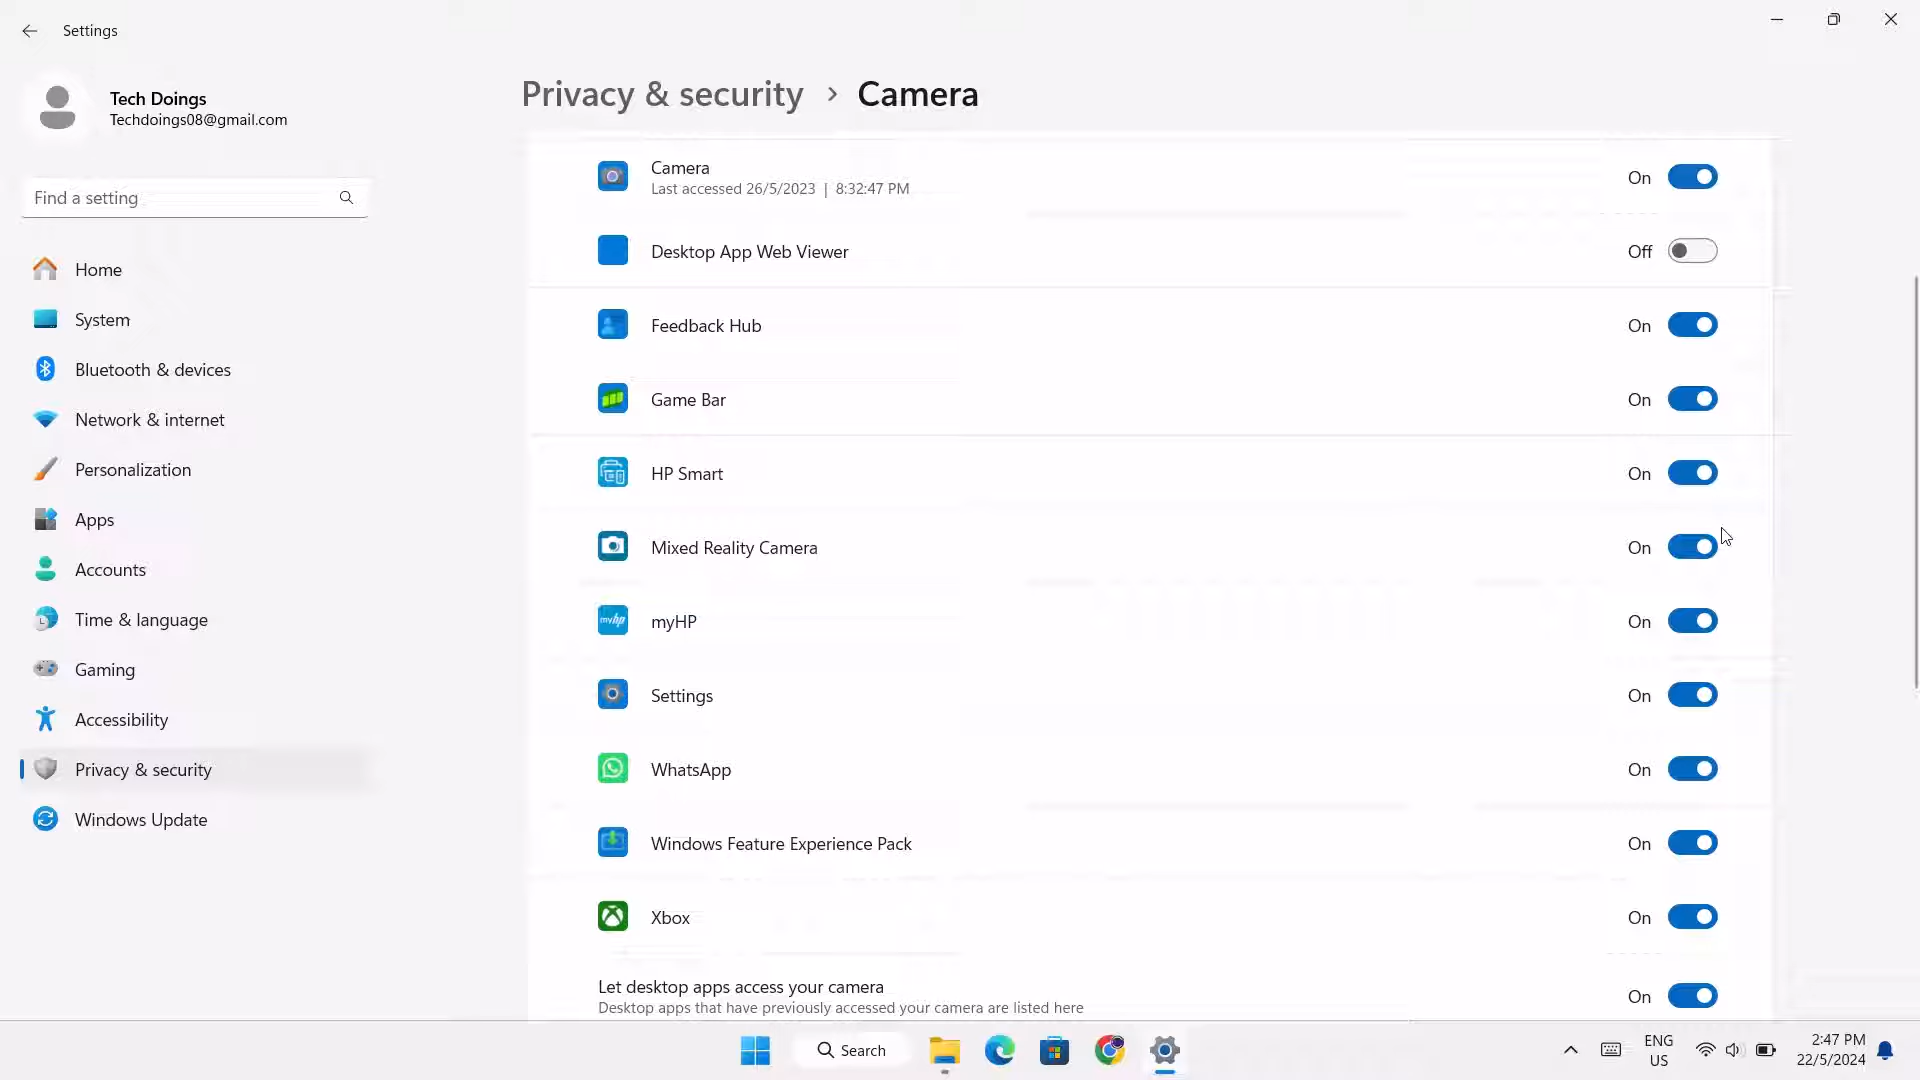 Settings
Tech Doings
Techdoings08@gmail.com
Find a setting
Home
System
Bluetooth & devices
Network & internet
Personalization
Apps
Accounts
Time & language
Gaming
Accessibility
Privacy & security
Windows Update
Privacy & security > Camera
Camera
Last accessed 26/5/2023 | 8:32:47 PM
On
Desktop App Web Viewer
Off
Feedback Hub
On
Game Bar
On
HP Smart
On
Mixed Reality Camera
On
myhp
myHP
On
Settings
On
WhatsApp
On
Windows Feature Experience Pack
On
Xbox
On
Let desktop apps access your camera
Desktop apps that have previously accessed your camera are listed here
On
Search
ENG
US
2:47 PM
22/5/2024